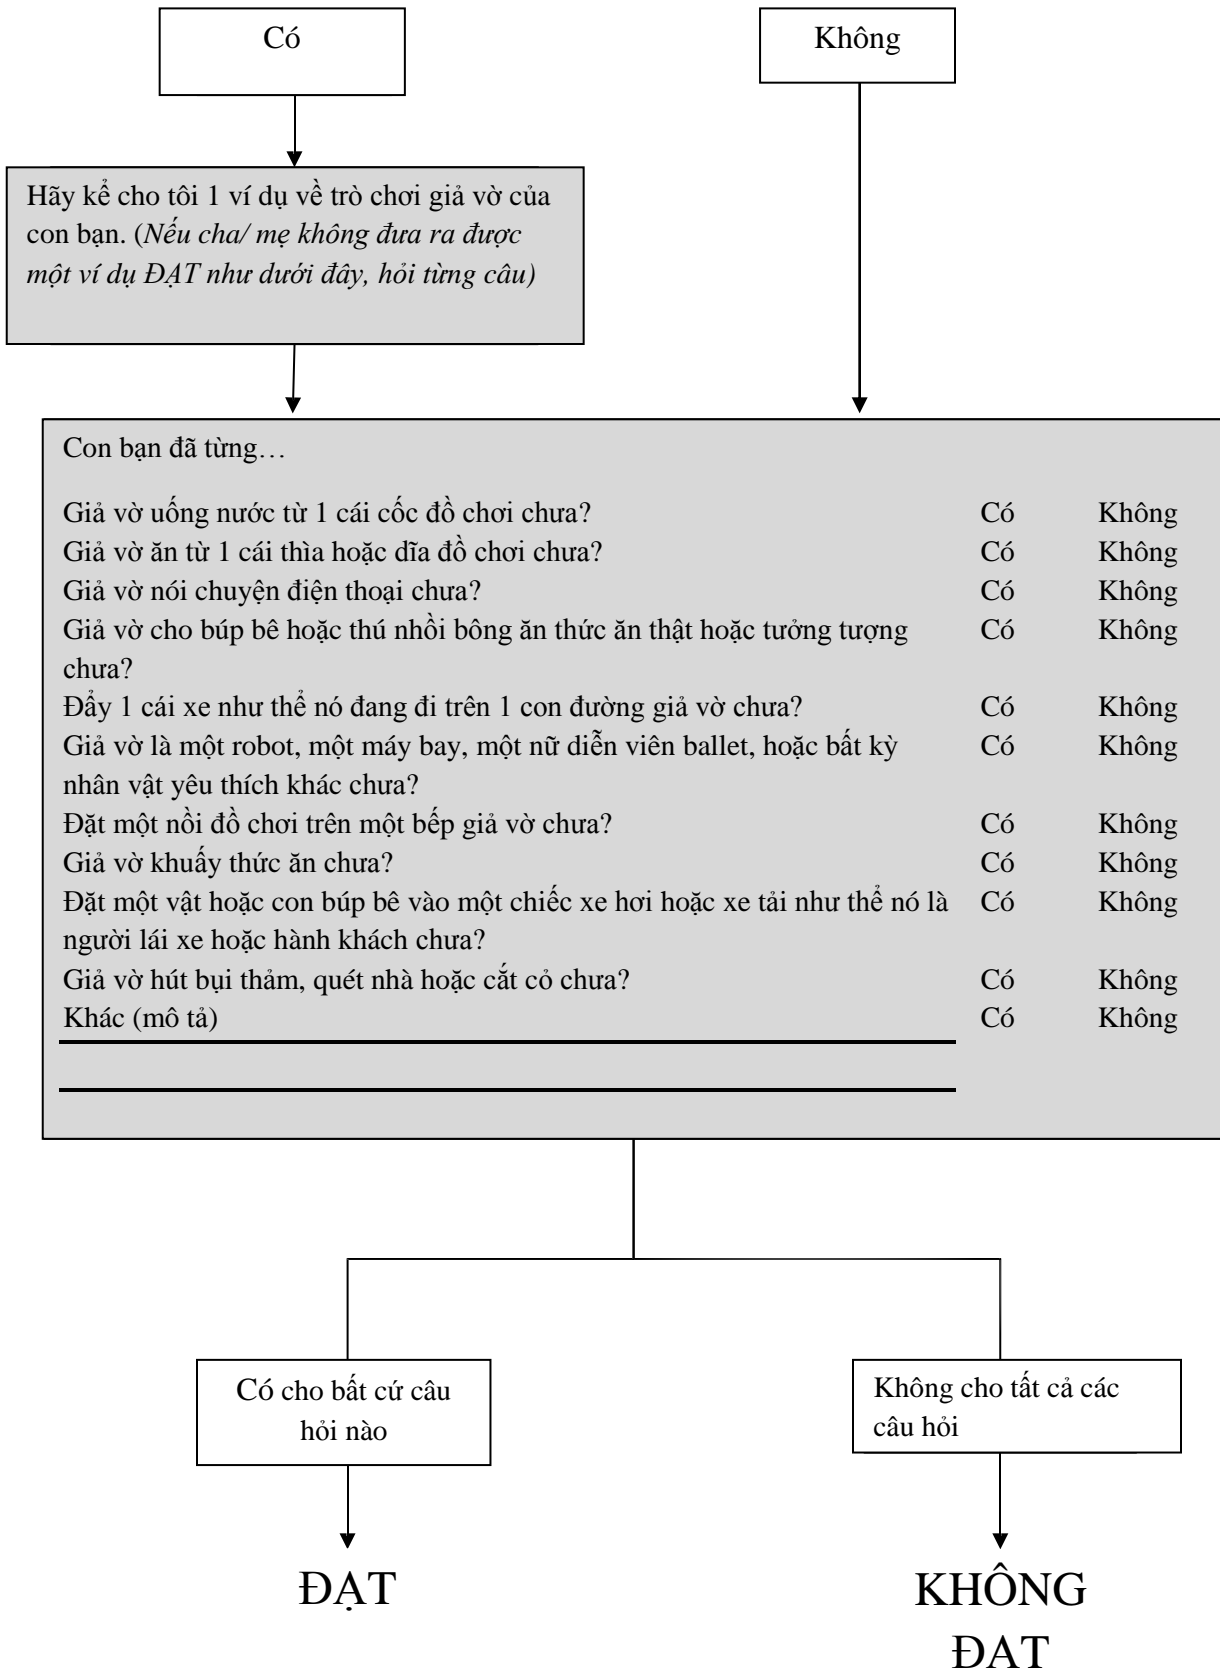 Có
Không
Hãy kể cho tôi 1 ví dụ về trò chơi giả vờ của
con bạn. (Nếu cha/ mẹ không đưa ra được
một ví dụ ĐẠT như dưới đây, hỏi từng câu)
Con bạn đã từng…
Giả vờ uống nước từ 1 cái cốc đồ chơi chưa? Có Không
Giả vờ ăn từ 1 cái thìa hoặc dĩa đồ chơi chưa? Có Không
Giả vờ nói chuyện điện thoại chưa? Có Không
Giả vờ cho búp bê hoặc thú nhồi bông ăn thức ăn thật hoặc tưởng tượng Có Không
chưa?
Đẩy 1 cái xe như thể nó đang đi trên 1 con đường giả vờ chưa? Có Không
Giả vờ là một robot, một máy bay, một nữ diễn viên ballet, hoặc bất kỳ Có Không
nhân vật yêu thích khác chưa?
Đặt một nồi đồ chơi trên một bếp giả vờ chưa? Có Không
Giả vờ khuấy thức ăn chưa? Có Không
Đặt một vật hoặc con búp bê vào một chiếc xe hơi hoặc xe tải như thể nó là Có Không
người lái xe hoặc hành khách chưa?
Giả vờ hút bụi thảm, quét nhà hoặc cắt cỏ chưa? Có Không
Khác (mô tả) Có Không
Có cho bất cứ câu
hỏi nào
Không cho tất cả các
câu hỏi
ĐẠT
KHÔNG
ĐẠT